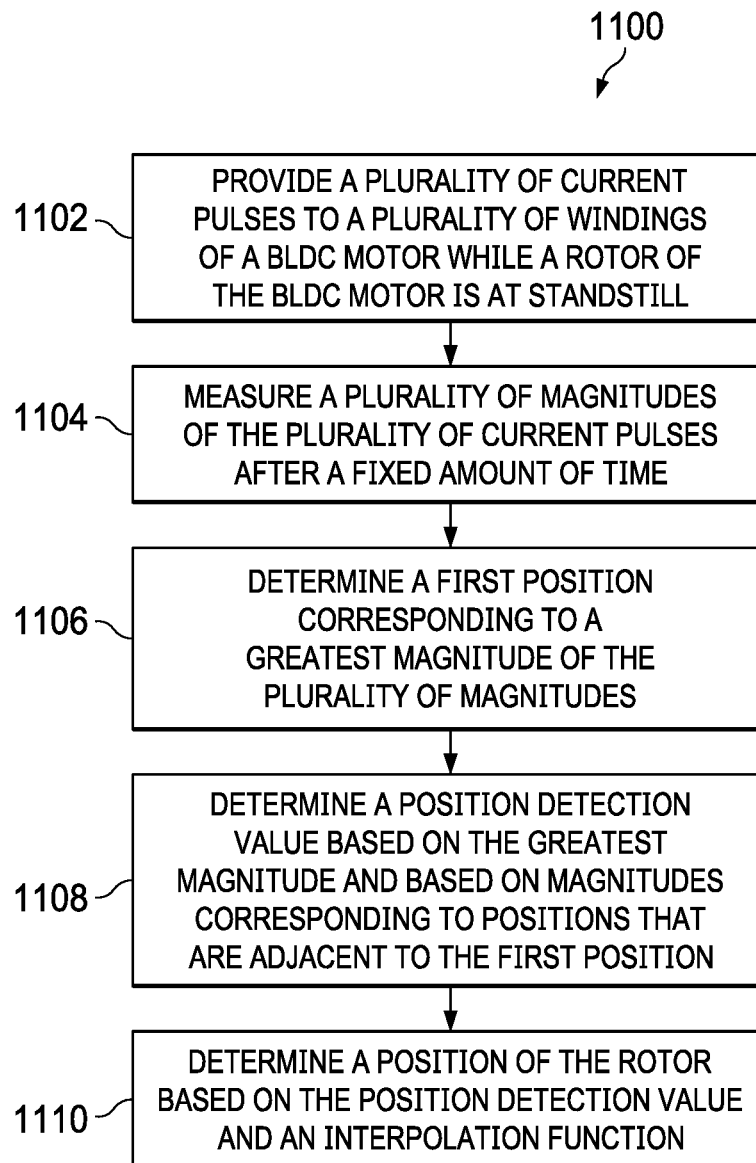 1100
1102
PROVIDE A PLURALITY OF CURRENT
PULSES TO A PLURALITY OF WINDINGS
OF A BLDC MOTOR WHILE A ROTOR OF
THE BLDC MOTOR IS AT STANDSTILL
1104
MEASURE A PLURALITY OF MAGNITUDES
OF THE PLURALITY OF CURRENT PULSES
AFTER A FIXED AMOUNT OF TIME
1106
DETERMINE A FIRST POSITION
CORRESPONDING TO A
GREATEST MAGNITUDE OF THE
PLURALITY OF MAGNITUDES
1108
DETERMINE A POSITION DETECTION
VALUE BASED ON THE GREATEST
MAGNITUDE AND BASED ON MAGNITUDES
CORRESPONDING TO POSITIONS THAT
ARE ADJACENT TO THE FIRST POSITION
1110
DETERMINE A POSITION OF THE ROTOR
BASED ON THE POSITION DETECTION VALUE
AND AN INTERPOLATION FUNCTION